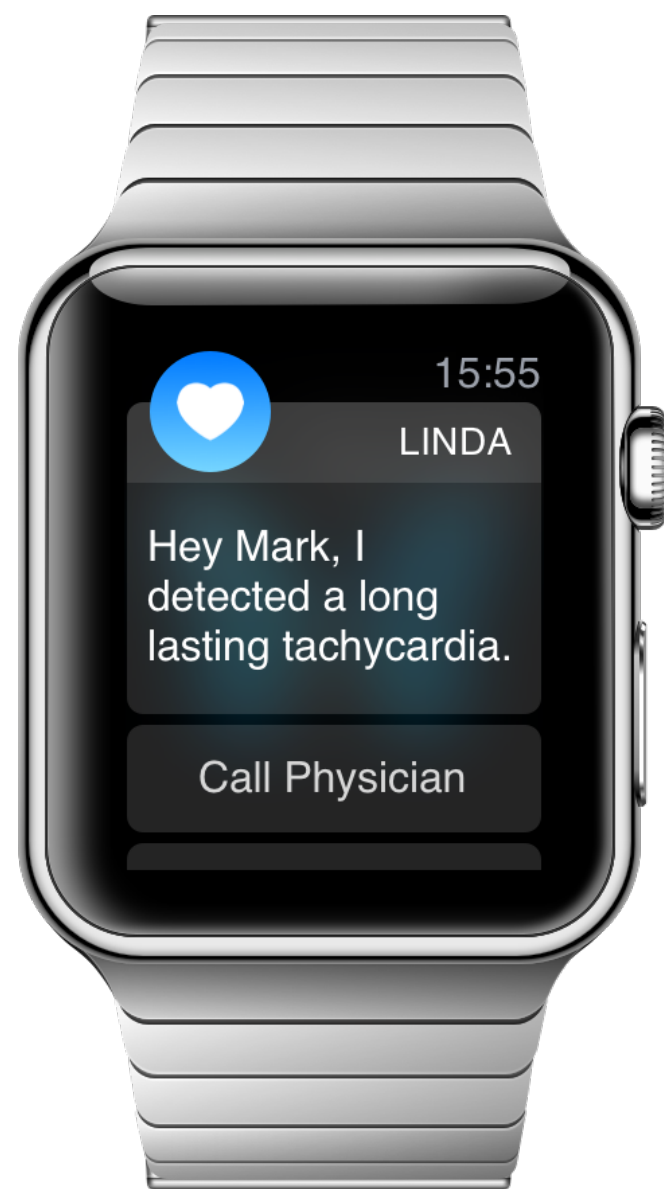 15:55
LINDA
Hey Mark, I
detected a long
lasting tachycardia.
Call Physician